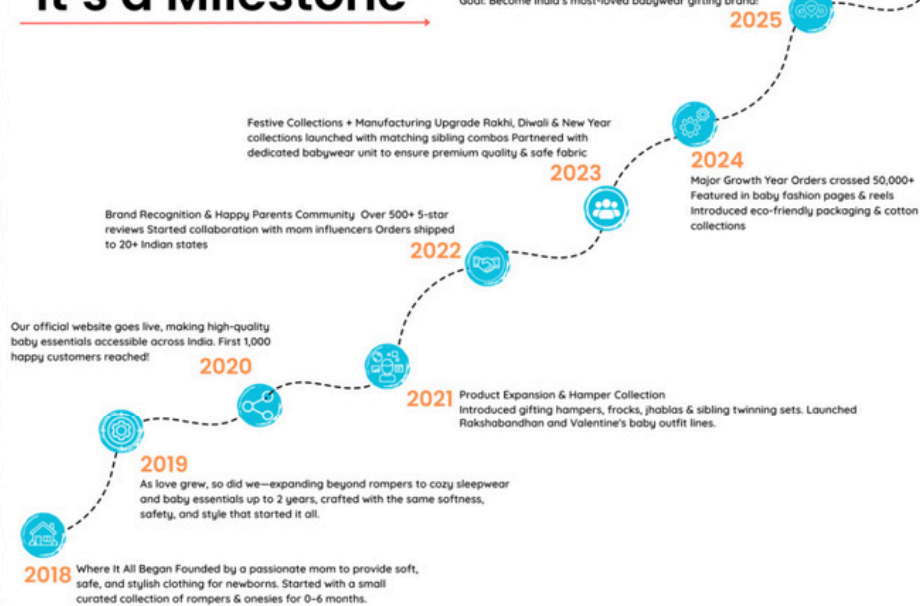 It's a Milestone
Goal: Become India's most-loved babywear gifting brand!
2025
Festive Collections + Manufacturing Upgrade Rakhi, Diwali & New Year
collections launched with matching sibling combos Partnered with
dedicated babywear unit to ensure premium quality & safe fabric
2023
2024
Major Growth Year Orders crossed 50,000+
Featured in baby fashion pages & reels
Introduced eco-friendly packaging & cotton
collections
Brand Recognition & Happy Parents Community Over 500+ 5-star
reviews Started collaboration with mom influencers Orders shipped
to 20+ Indian states
2022
Our official website goes live, making high-quality
baby essentials accessible across India. First 1,000
happy customers reached!
2020
2021
Product Expansion & Hamper Collection
Introduced gifting hampers, frocks, jhablas & sibling twinning sets. Launched
Rakshabandhan and Valentine's baby outfit lines.
2019
As love grew, so did we—expanding beyond rompers to cozy sleepwear
and baby essentials up to 2 years, crafted with the same softness,
safety, and style that started it all.
2018
Where It All Began Founded by a passionate mom to provide soft,
safe, and stylish clothing for newborns. Started with a small
curated collection of rompers & onesies for 0–6 months.